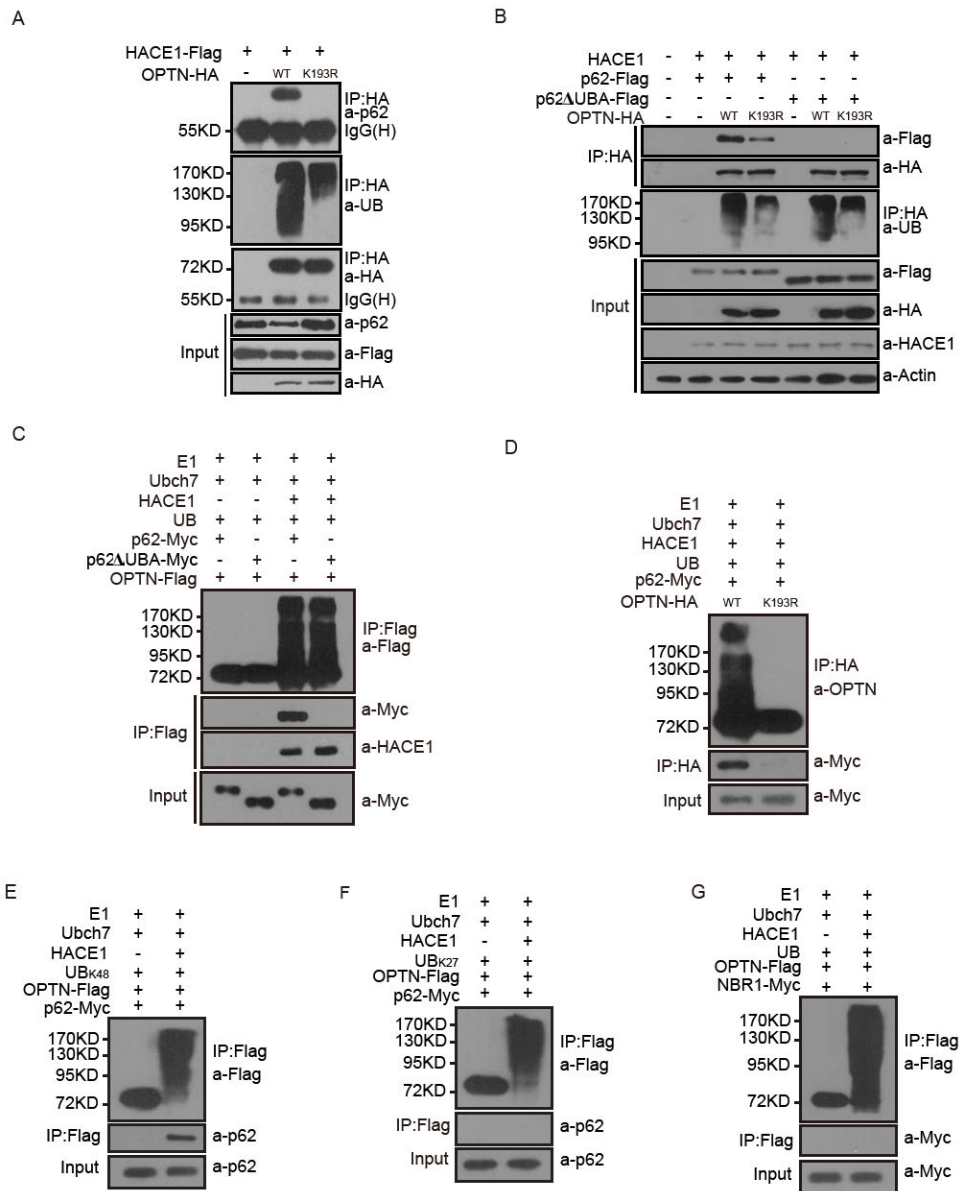 A
HACE1-Flag + + +
OPTN-HA - WT K193R
IP:HA
a-p62
55KD IgG(H)
170KD
130KD
95KD
IP:HA
a-UB
72KD
IP:HA
a-HA
55KD IgG(H)
Input
a-p62
a-Flag
a-HA
B
HACE1 - + + + + + +
p62-Flag - + + + - - -
p62ΔUBA-Flag - - - - + + +
OPTN-HA - - WT K193R - WT K193R
IP:HA
a-Flag
a-HA
170KD
130KD
95KD
IP:HA
a-UB
Input
a-Flag
a-HA
a-HACE1
a-Actin
C
E1 + + + +
Ubch7 + + + +
HACE1 - - + +
UB + + + +
p62-Myc + - + -
p62ΔUBA-Myc - + - +
OPTN-Flag + + + +
170KD
130KD
95KD
72KD
IP:Flag
a-Flag
IP:Flag
a-Myc
a-HACE1
Input a-Myc
D
E1 + +
Ubch7 + +
HACE1 + +
UB + +
p62-Myc + +
OPTN-HA WT K193R
170KD
130KD
95KD
72KD
IP:HA
a-OPTN
IP:HA a-Myc
Input a-Myc
E
E1 + +
Ubch7 + +
HACE1 - +
UBK48 + +
OPTN-Flag + +
p62-Myc + +
170KD
130KD
95KD
72KD
IP:Flag
a-Flag
IP:Flag a-p62
Input a-p62
F
E1 + +
Ubch7 + +
HACE1 - +
UBK27 + +
OPTN-Flag + +
p62-Myc + +
170KD
130KD
95KD
72KD
IP:Flag
a-Flag
IP:Flag a-p62
Input a-p62
G
E1 + +
Ubch7 + +
HACE1 - +
UB + +
OPTN-Flag + +
NBR1-Myc + +
170KD
130KD
95KD
72KD
IP:Flag
a-Flag
IP:Flag a-Myc
Input a-Myc